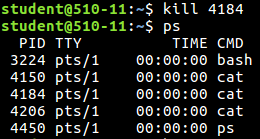 student@510-11:~$ kill 4184
student@510-11:~$ ps
PID TTY TIME CMD
3224 pts/1 00:00:00 bash
4150 pts/1 00:00:00 cat
4184 pts/1 00:00:00 cat
4206 pts/1 00:00:00 cat
4450 pts/1 00:00:00 ps